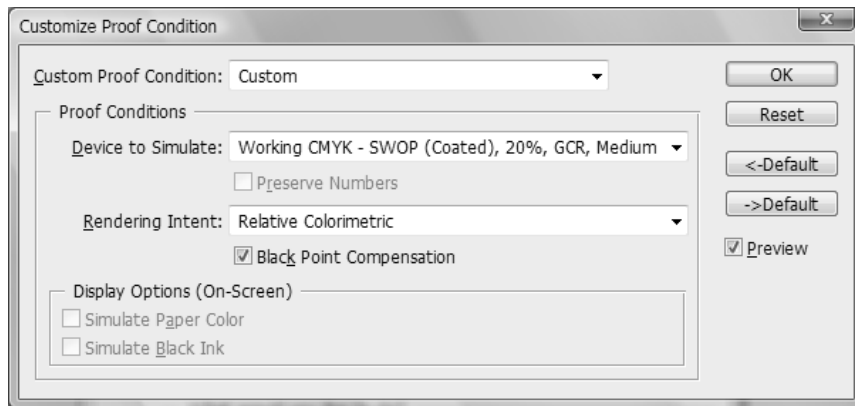 Customize Proof Condition
x
Custom Proof Condition: Custom
OK
Proof Conditions
Reset
Device to Simulate: Working CMYK - SWOP (Coated), 20%, GCR, Medium
<-Default
Preserve Numbers
->Default
Rendering Intent: Relative Colorimetric
Black Point Compensation
Preview
Display Options (On-Screen)
Simulate Paper Color
Simulate Black Ink